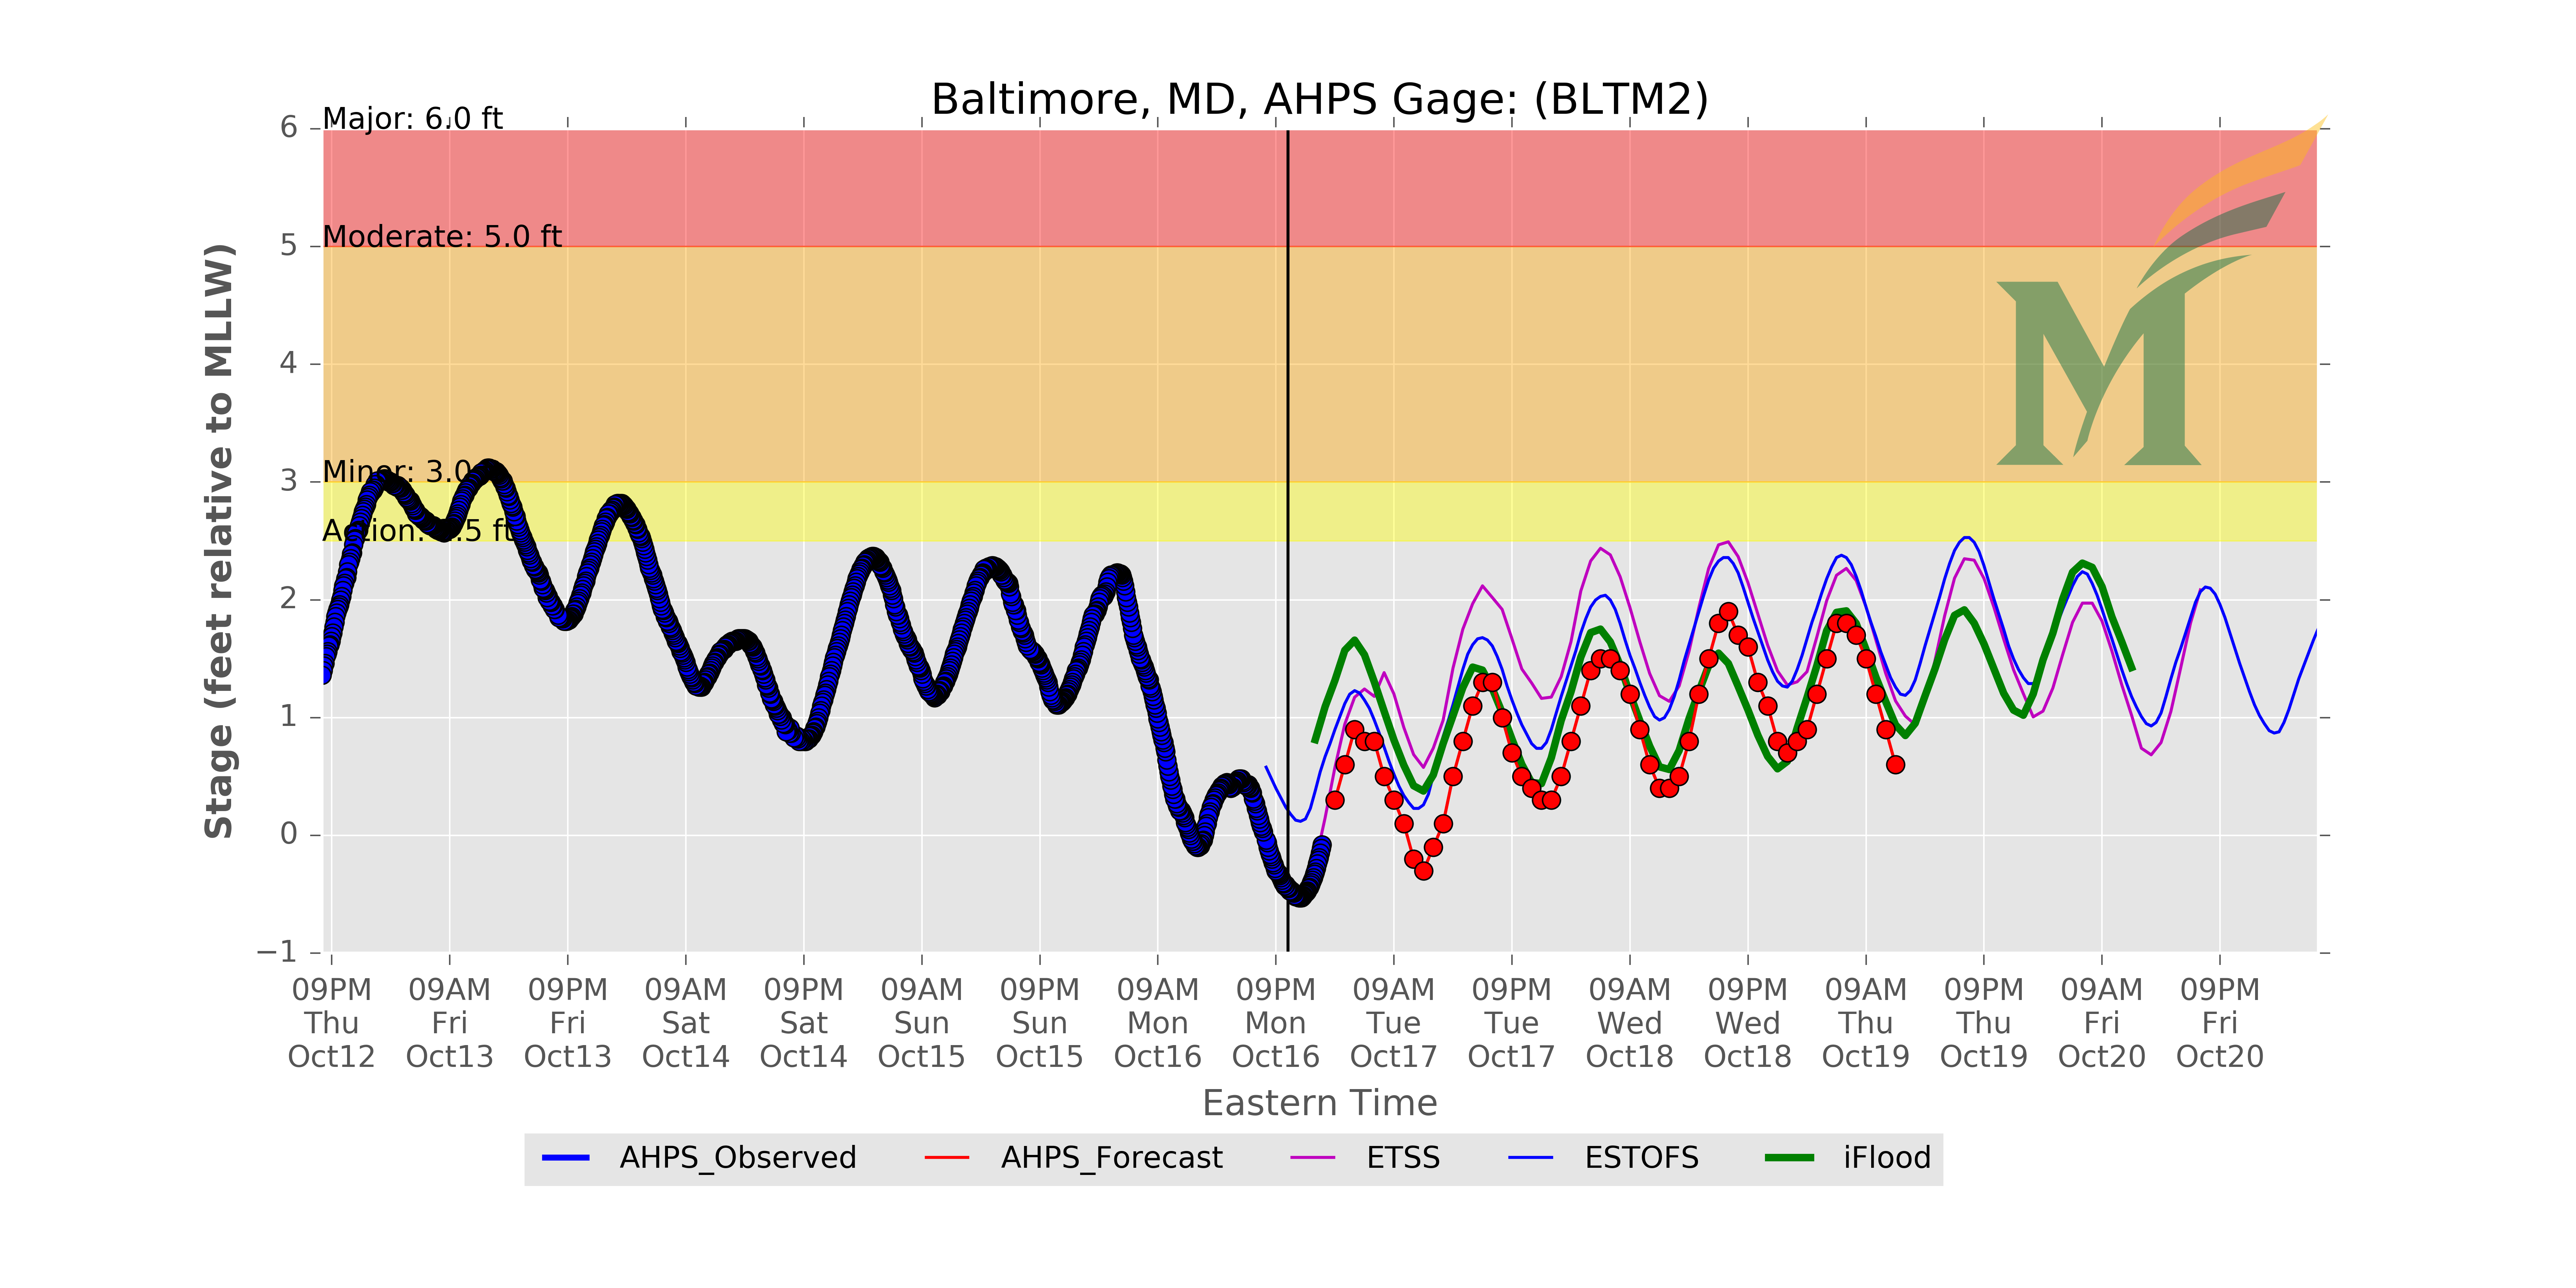 Baltimore, MD, AHPS Gage: (BLTM2)
Major: 6.0 ft
Moderate: 5.0 ft
Minor: 3.0
Action: .5 ft
Stage (feet relative to MLLW)
6
5
4
3
2
1
0
−1
09PM 09AM 09PM 09AM 09PM 09AM 09PM 09AM 09PM 09AM 09PM 09AM 09PM 09AM 09PM 09AM 09PM
Thu Fri Fri Sat Sat Sun Sun Mon Mon Tue Tue Wed Wed Thu Thu Fri Fri
Oct12 Oct13 Oct13 Oct14 Oct14 Oct15 Oct15 Oct16 Oct16 Oct17 Oct17 Oct18 Oct18 Oct19 Oct19 Oct20 Oct20
Eastern Time
AHPS_Observed AHPS_Forecast ETSS ESTOFS iFlood
M